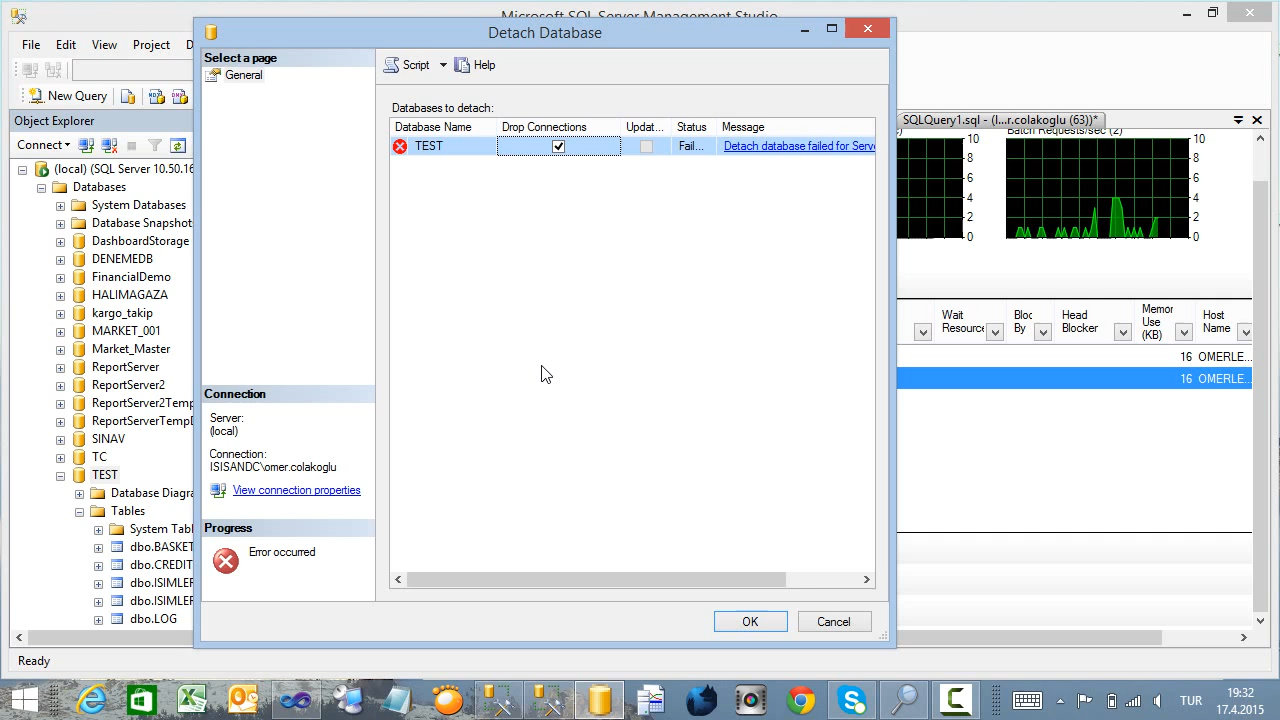 Microsoft SQL Server Management Studio
File Edit View Project D
New Query
Object Explorer
Connect
(local) (SQL Server 10.50.16
Databases
System Databases
Database Snapshot
DashboardStorage
DENEMEDB
FinancialDemo
HALIMAGAZA
kargo_takip
MARKET_001
Market_Master
ReportServer
ReportServer2
ReportServer2Temp
ReportServerTempD
SINAV
TC
TEST
Database Diagra
Tables
System Tabl
dbo.BASKET
dbo.CREDIT
dbo.ISIMLER
dbo.ISIMLER
dbo.LOG
Ready
Detach Database
Select a page
General
Script Help
Databases to detach:
Database Name Drop Connections Updat... Status Message
TEST Fail... Detach database failed for Serve
Connection
Server:
(local)
Connection:
ISISANDC\omer.colakoglu
View connection properties
Progress
Error occurred
OK Cancel
SQLQuery1.sql - (l...r.colakoglu (63))*
Batch Requests/sec (2)
10 10
8 8
6 6
4 4
2 2
0 0
Wait Resource
Bloc By
Head Blocker
Memor Use (KB)
Host Name
16 OMERLE...
16 OMERLE...
TUR
19:32
17.4.2015